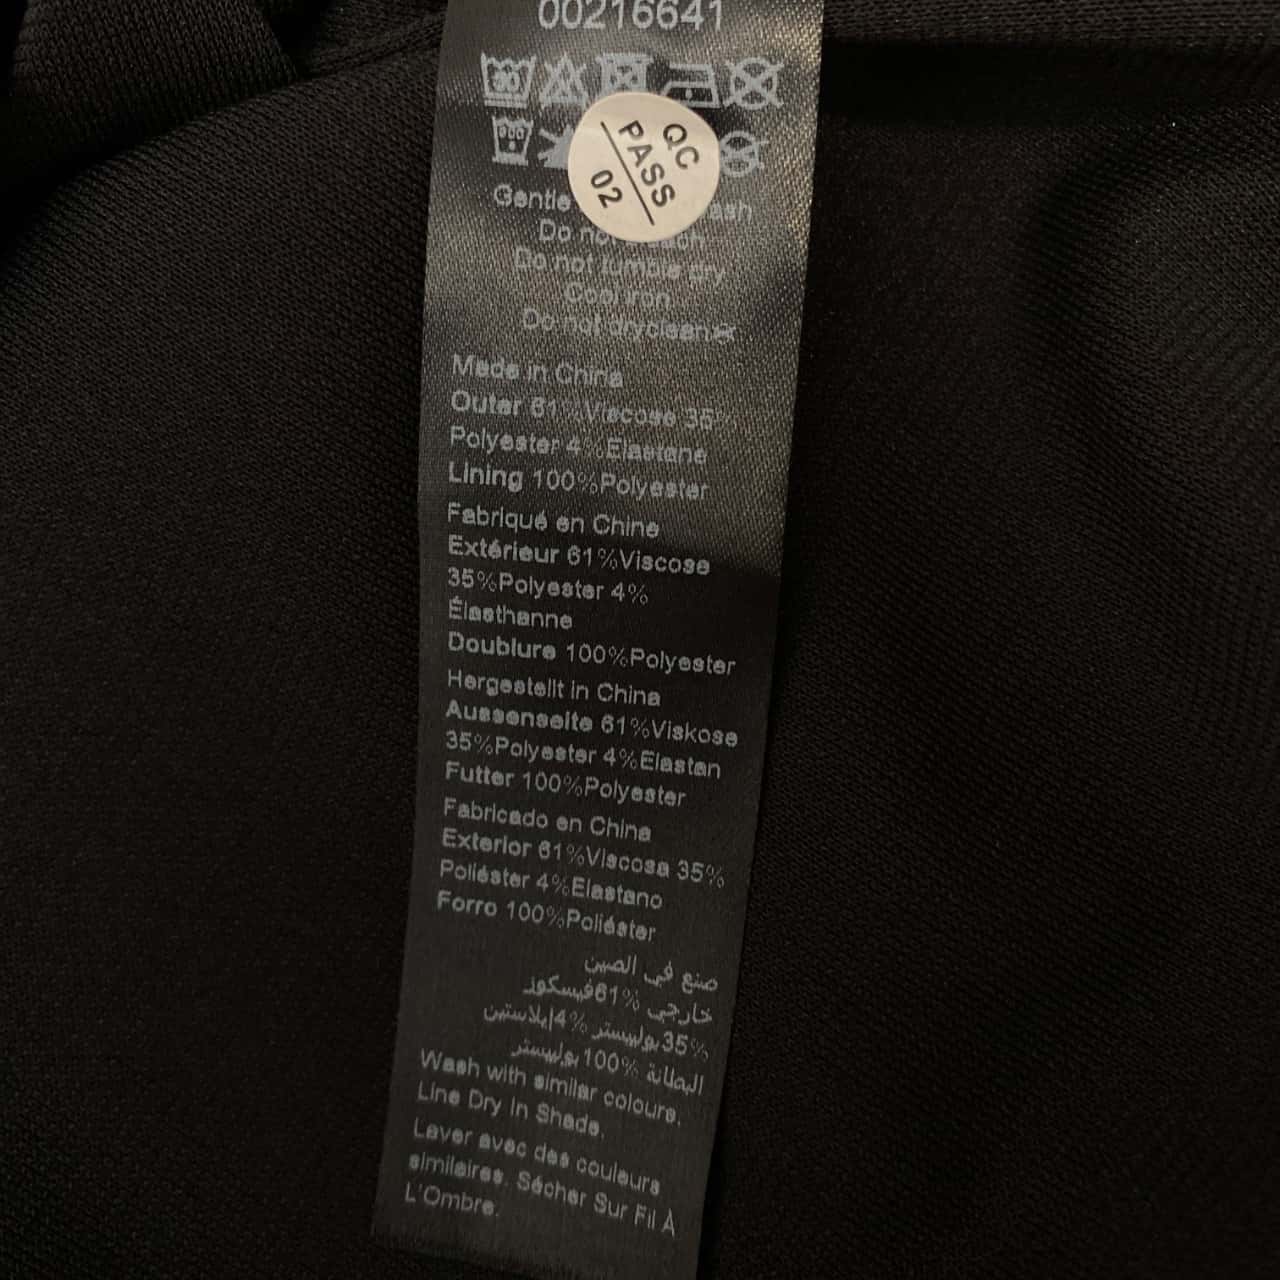 00216641
30
QC
PASS
02
Gentle ash
Do not
Do not tumble dry
Cool iron
Do not dryclean
Made in China
Outer 61%Viscose 35%
Polyester 4%Elastane
Lining 100%Polyester
Fabriqué en Chine
Extérieur 61%Viscose
35%Polyester 4%
Élasthanne
Doublure 100%Polyester
Hergestellt in China
Aussenseite 61%Viskose
35%Polyester 4%Elastan
Futter 100%Polyester
Fabricado en China
Exterior 61%Viscosa 35%
Poliéster 4%Elastano
Forro 100%Poliéster
صنع في الصين
خارجي 61%فيسكوز
35%بوليستر 4%إيلاستين
البطانة 100%بوليستر
Wash with similar colours.
Line Dry In Shade.
Laver avec des couleurs
similaires. Sécher Sur Fil À
L'Ombre.